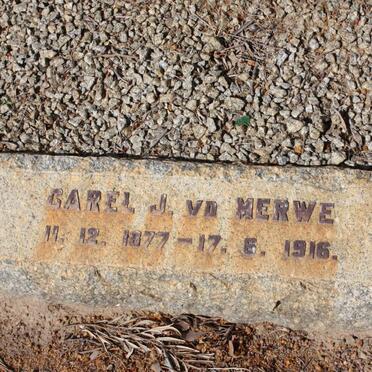 CAREL J. VD MERWE
11. 12. 1877 – 17. 6. 1916.